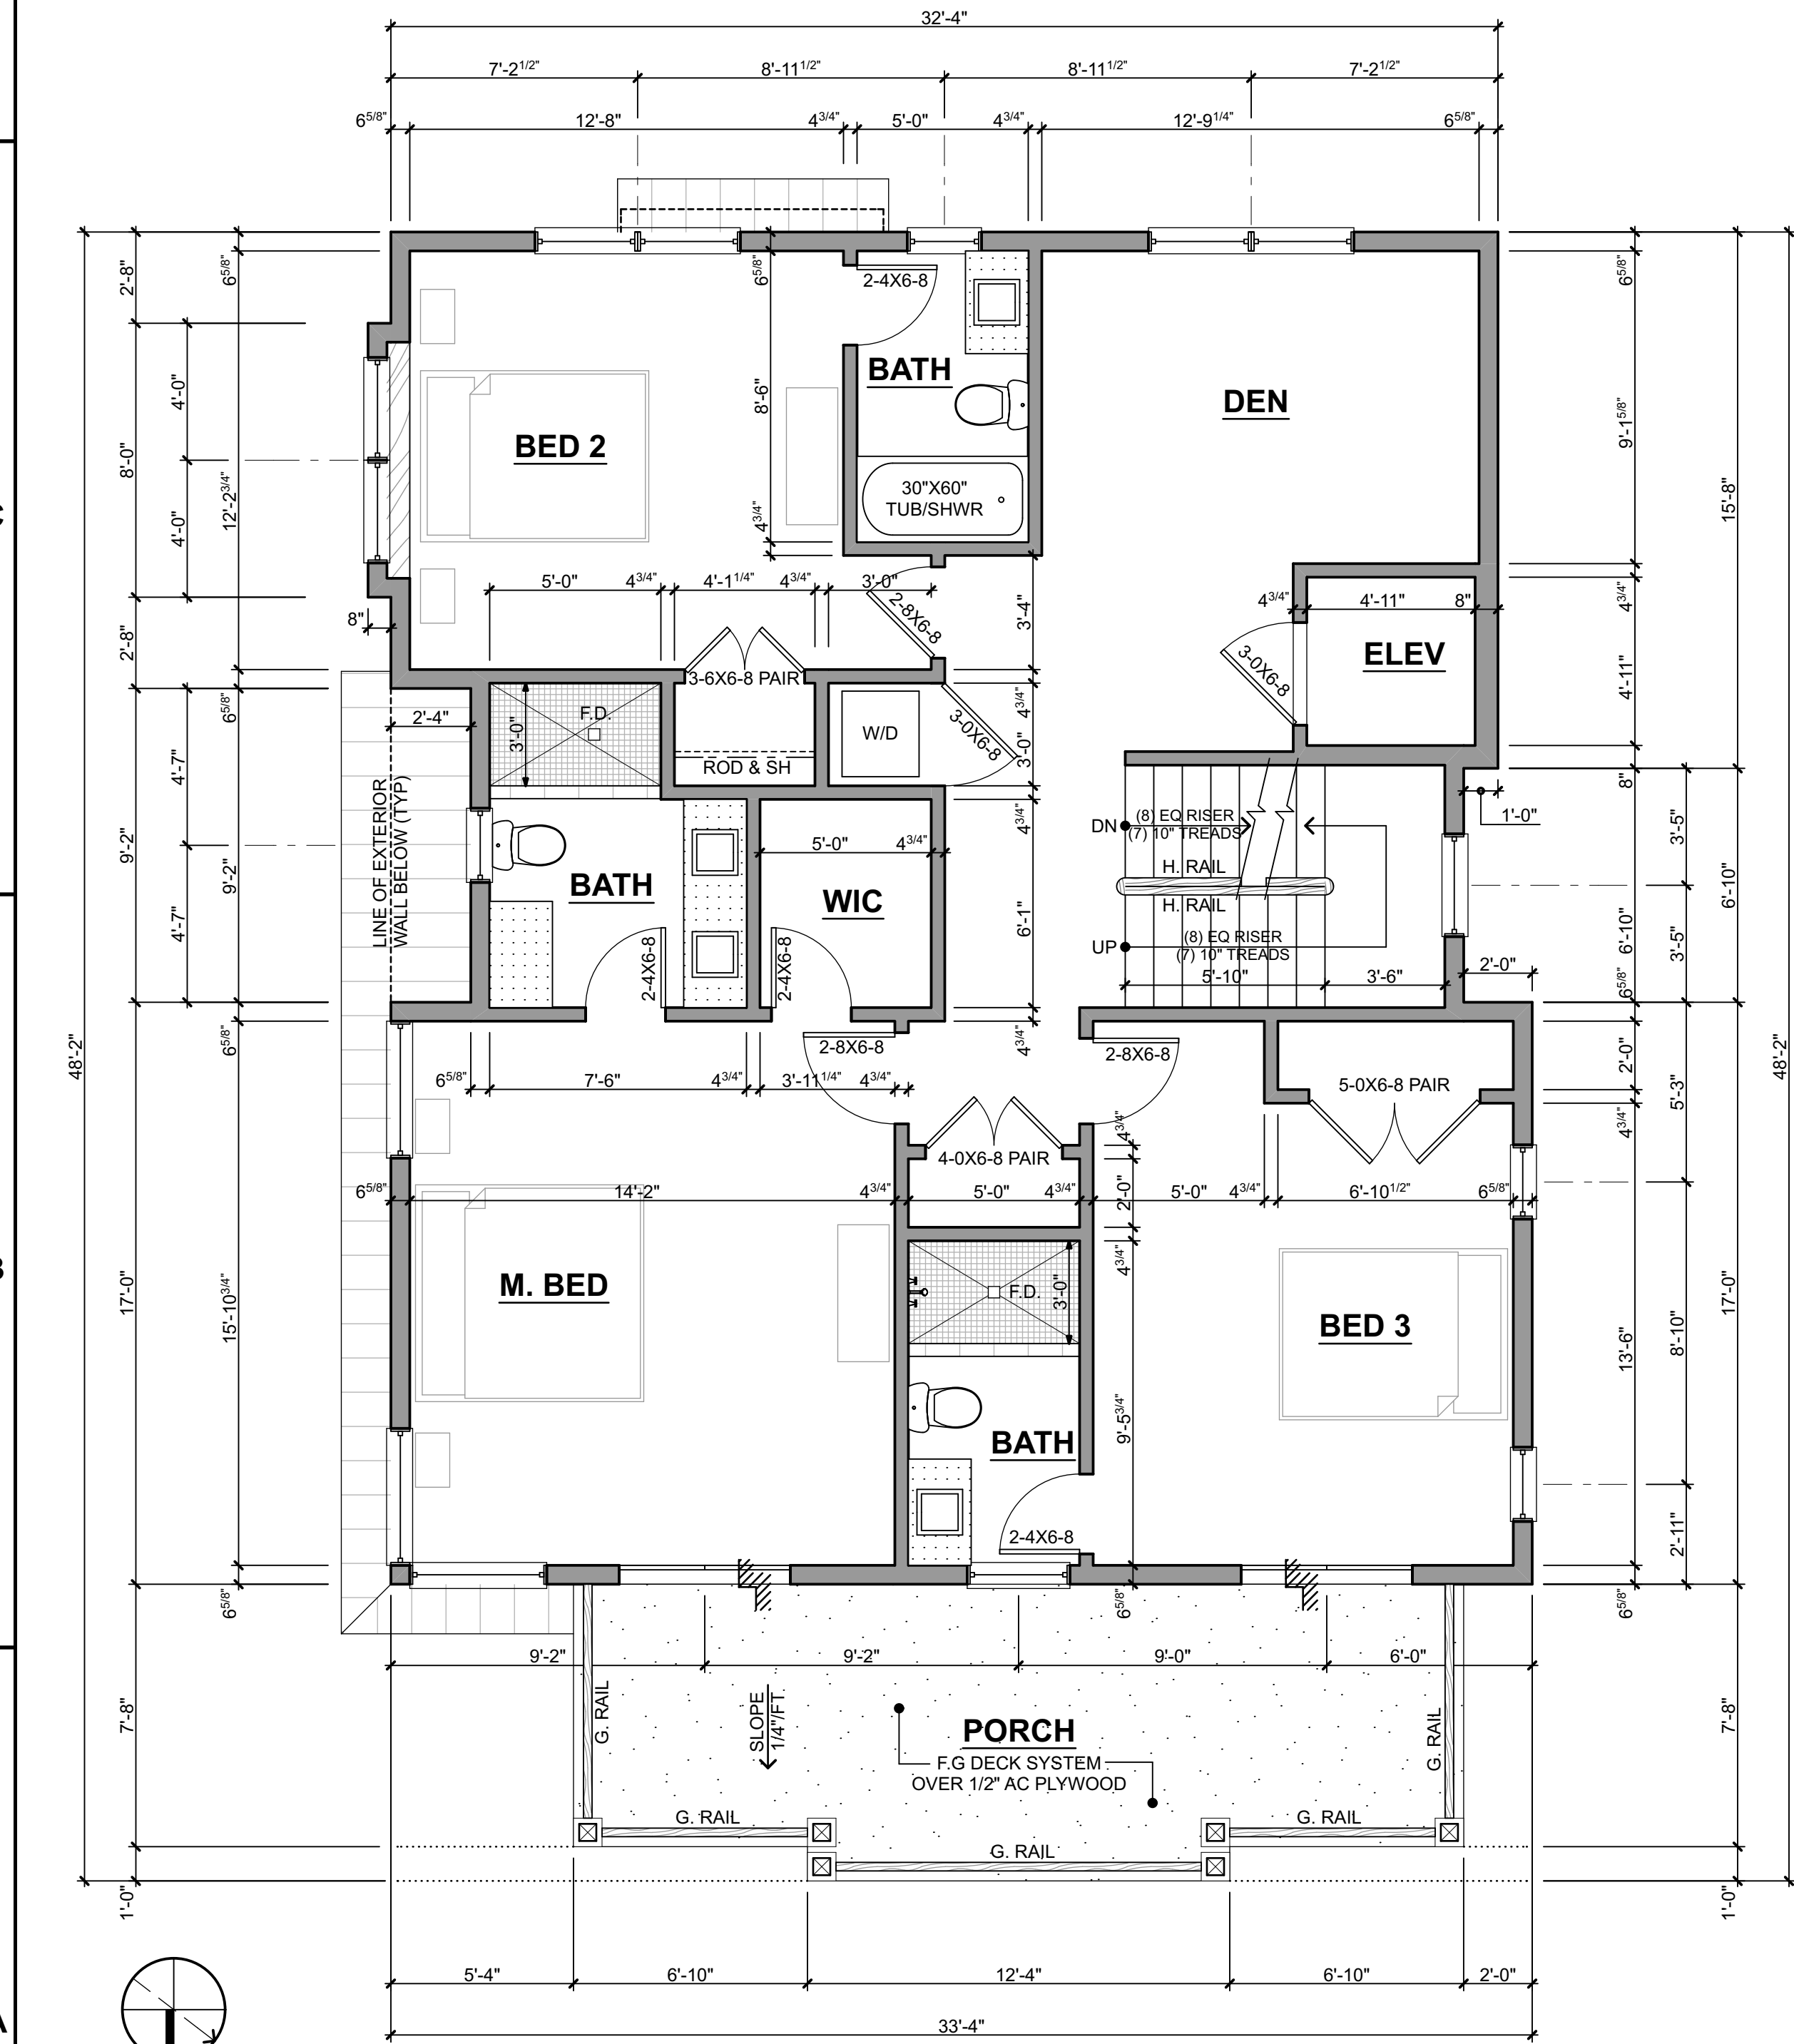 32'-4"
7'-2 1/2" 8'-11 1/2" 8'-11 1/2" 7'-2 1/2"
6 5/8" 12'-8" 4 3/4" 5'-0" 4 3/4" 12'-9 1/4" 6 5/8"
2'-8"
6 5/8"
6 5/8"
6 5/8"
2-4X6-8
BATH
DEN
4'-0"
8'-6"
9'-1 5/8"
BED 2
8'-0"
12'-2 3/4"
15'-8"
30"X60"
TUB/SHWR
4'-0"
4 3/4"
5'-0" 4 3/4" 4'-1 1/4" 4 3/4" 3'-0"
2-8X6-8
3'-4"
4 3/4" 4'-11" 8"
4 3/4"
8"
2'-8"
ELEV
3-0X6-8
4'-11"
3-6X6-8 PAIR
6 5/8"
2'-4"
F.D.
3'-0"
W/D
3-0X6-8
4 3/4"
3'-0"
ROD & SH
4'-7"
8"
1'-0"
LINE OF EXTERIOR
WALL BELOW (TYP)
4 3/4"
DN
(8) EQ RISER
(7) 10" TREADS
3'-5"
9'-2"
9'-2"
5'-0" 4 3/4"
H. RAIL
BATH
WIC
H. RAIL
6'-10"
4'-7"
6'-1"
2-4X6-8
2-4X6-8
UP
(8) EQ RISER
(7) 10" TREADS
6'-10"
3'-5"
5'-10" 3'-6"
2'-0"
6 5/8"
48'-2"
48'-2"
6 5/8"
2-8X6-8
4 3/4"
2-8X6-8
2'-0"
5'-3"
6 5/8" 7'-6" 4 3/4" 3'-11 1/4" 4 3/4"
5-0X6-8 PAIR
4 3/4"
4 3/4"
4-0X6-8 PAIR
6 5/8" 14'-2" 4 3/4" 5'-0" 4 3/4" 5'-0" 4 3/4" 6'-10 1/2" 6 5/8"
2'-0"
4 3/4"
M. BED
F.D.
3'-0"
BED 3
17'-0"
15'-10 3/4"
13'-6"
8'-10"
17'-0"
BATH
9'-5 3/4"
2-4X6-8
2'-11"
6 5/8"
6 5/8"
6 5/8"
9'-2" 9'-2" 9'-0" 6'-0"
7'-8"
G. RAIL
SLOPE
1/4"/FT
PORCH
F.G DECK SYSTEM
OVER 1/2" AC PLYWOOD
G. RAIL
7'-8"
G. RAIL
G. RAIL
G. RAIL
1'-0"
1'-0"
5'-4" 6'-10" 12'-4" 6'-10" 2'-0"
33'-4"